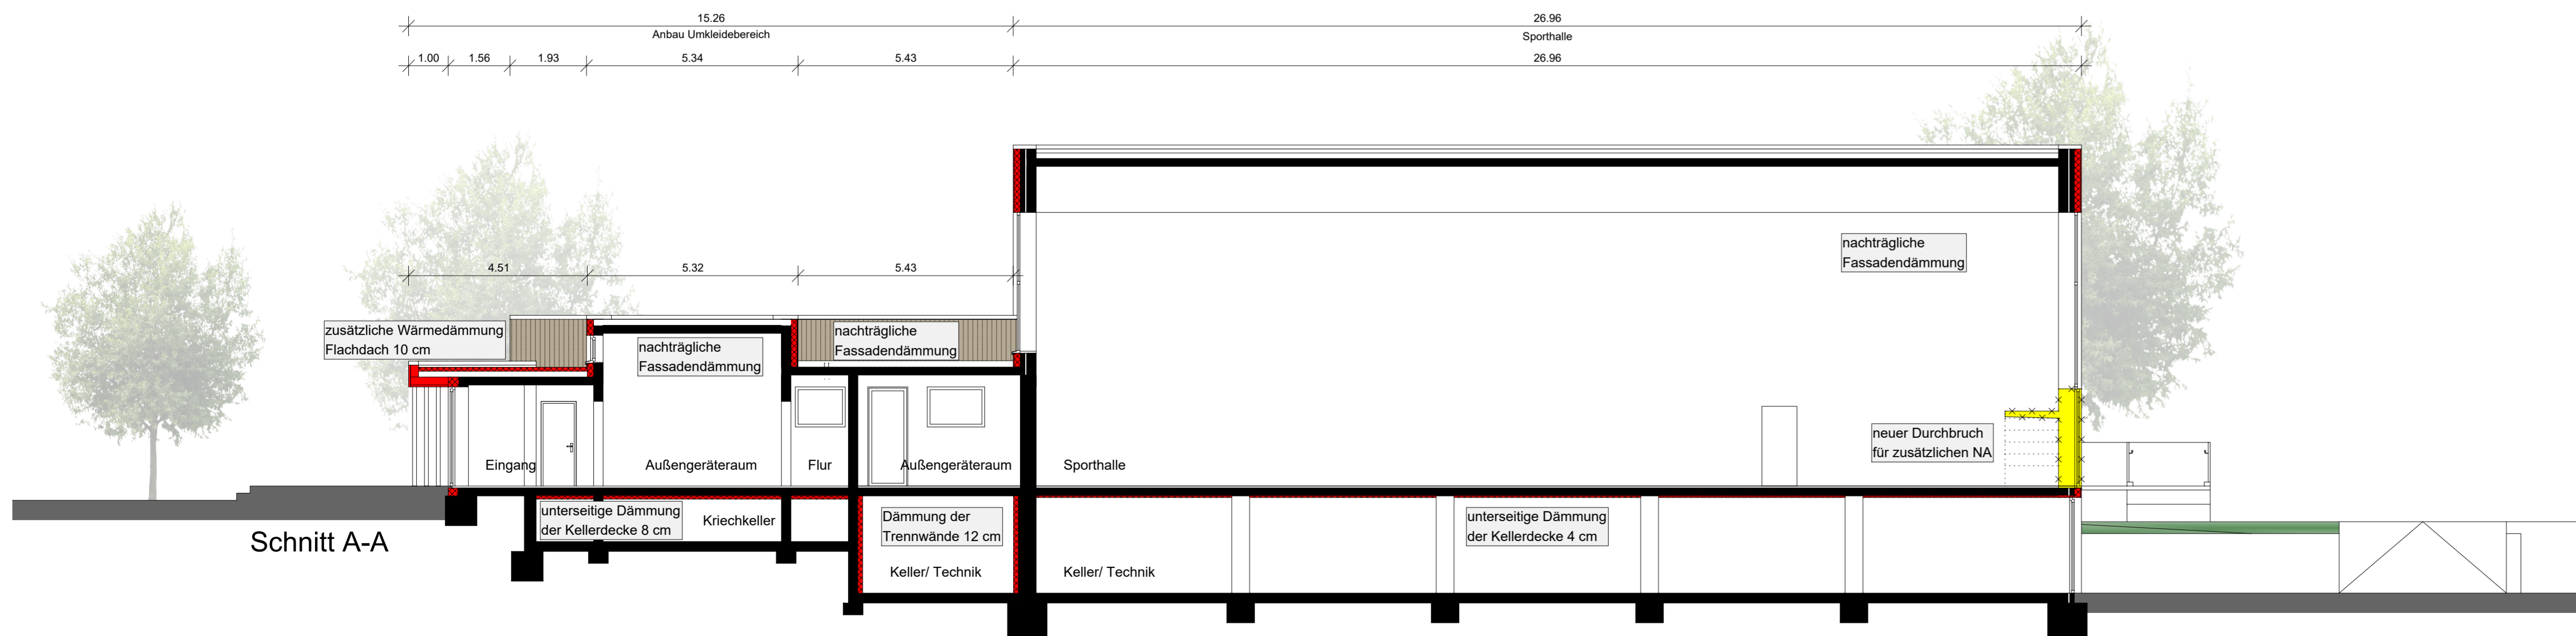 15.26
26.96
Anbau Umkleidebereich
Sporthalle
1.00
1.56
1.93
5.34
5.43
26.96
nachträgliche
Fassadendämmung
4.51
5.32
5.43
zusätzliche Wärmedämmung
Flachdach 10 cm
nachträgliche
Fassadendämmung
nachträgliche
Fassadendämmung
neuer Durchbruch
für zusätzlichen NA
Eingang
Außengeräteraum
Flur
Außengeräteraum
Sporthalle
unterseitige Dämmung
der Kellerdecke 8 cm
Kriechkeller
Dämmung der
Trennwände 12 cm
unterseitige Dämmung
der Kellerdecke 4 cm
Schnitt A-A
Keller/ Technik
Keller/ Technik